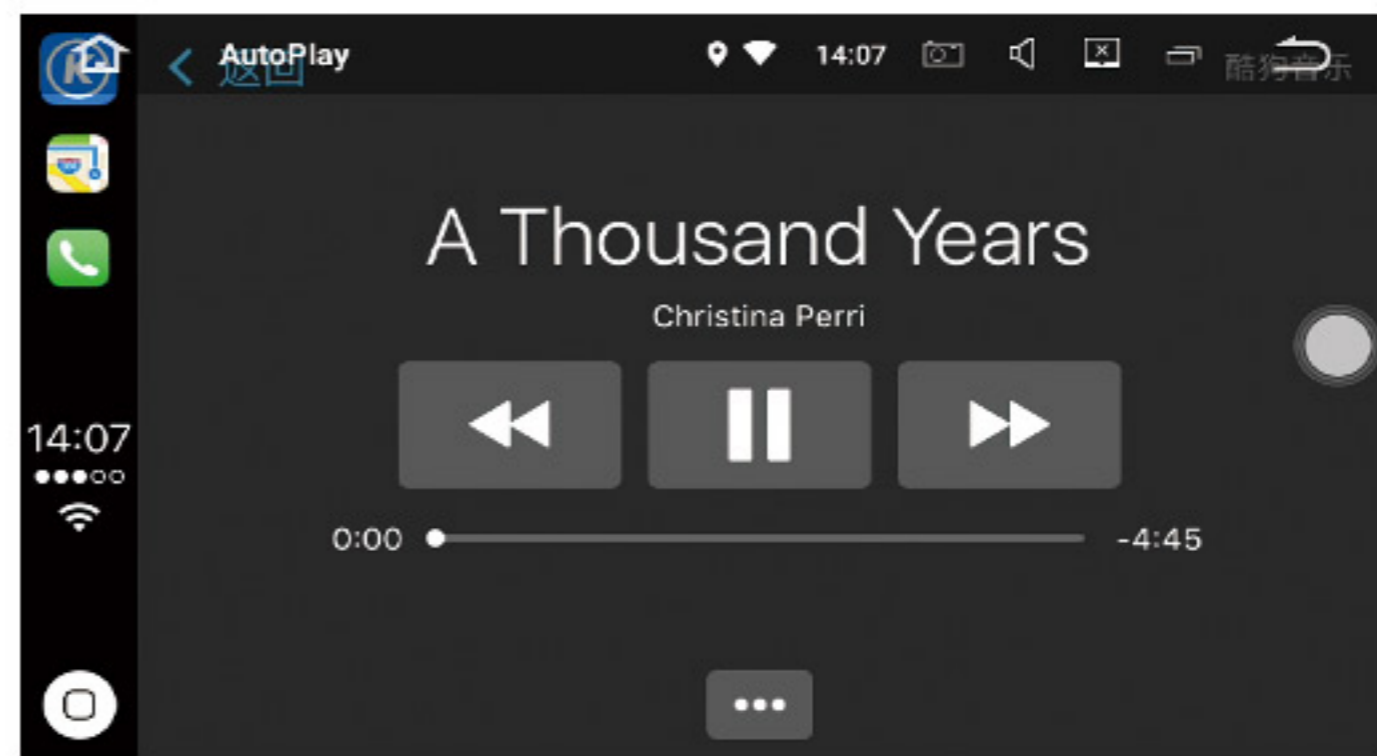 AutoPlay
返回
14:07
酷狗音乐
A Thousand Years
Christina Perri
14:07
0:00
-4:45